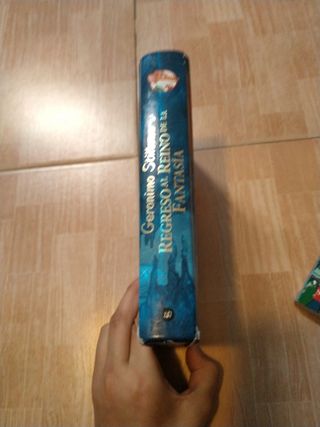 Geronimo Stilton
REGRESO AL REINO DE LA
FANTASÍA